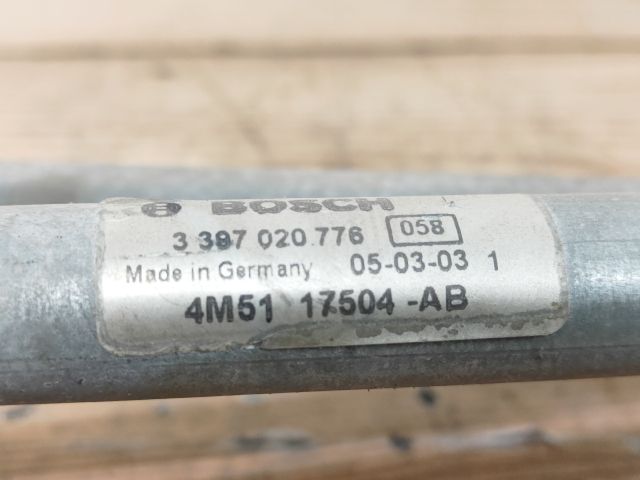 BOSCH
3 397 020 776 058
Made in Germany 05-03-03 1
4M51 17504-AB